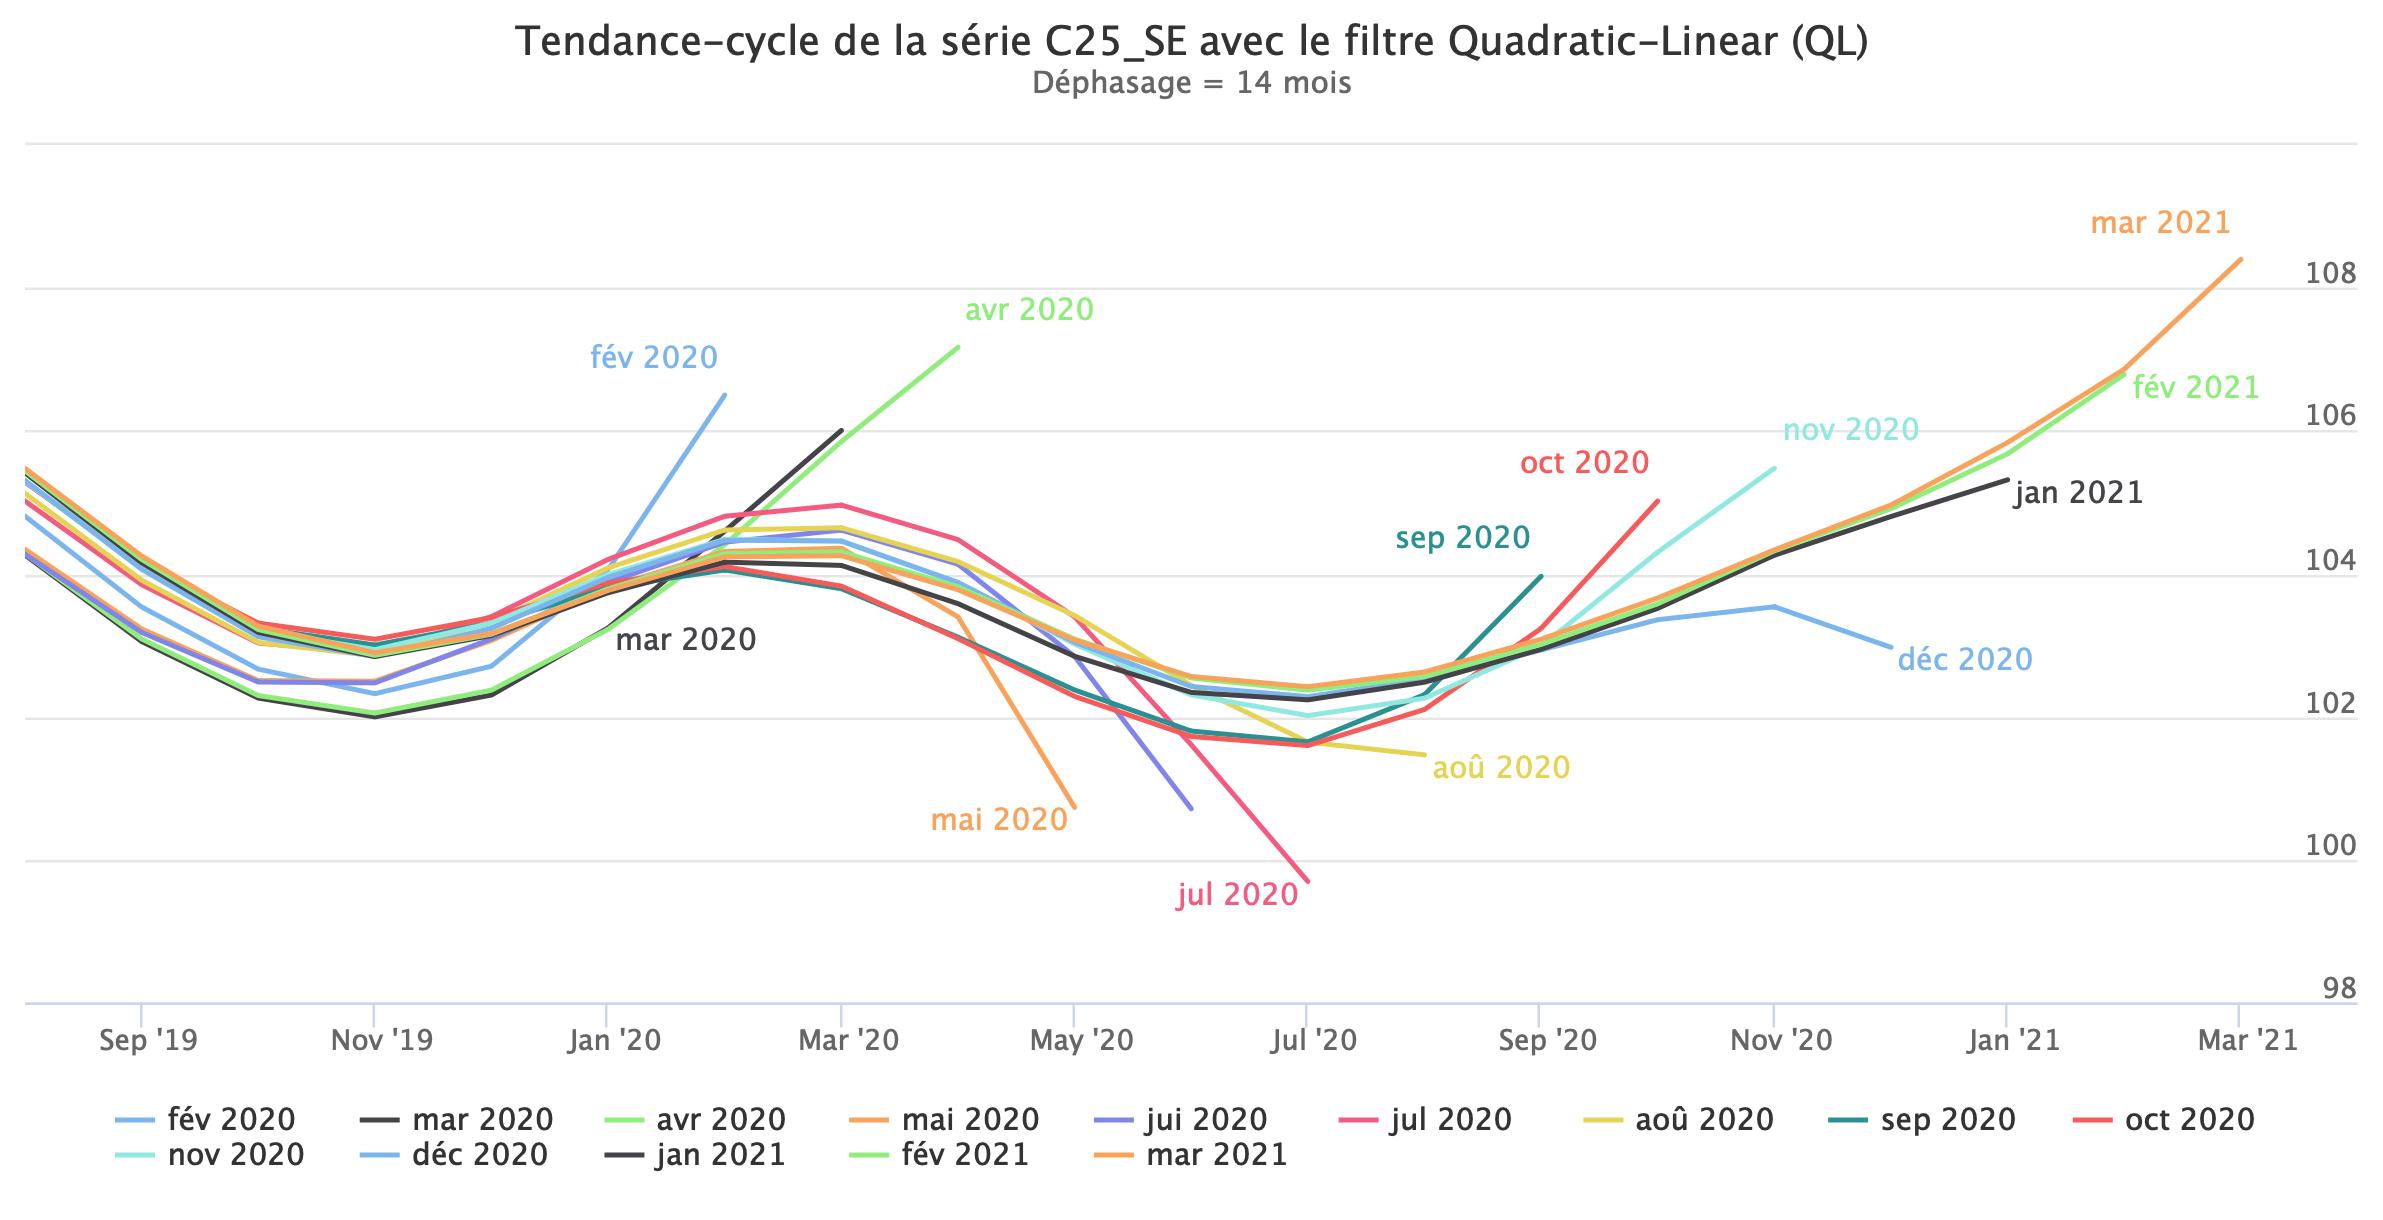 Tendance-cycle de la série C25_SE avec le filtre Quadratic-Linear (QL)
Déphasage = 14 mois
mar 2021
108
avr 2020
fév 2020
fév 2021
106
nov 2020
oct 2020
jan 2021
sep 2020
104
mar 2020
déc 2020
102
aoû 2020
mai 2020
100
jul 2020
98
Sep '19 Nov '19 Jan '20 Mar '20 May '20 Jul '20 Sep '20 Nov '20 Jan '21 Mar '21
fév 2020 mar 2020 avr 2020 mai 2020 jui 2020 jul 2020 aoû 2020 sep 2020 oct 2020
nov 2020 déc 2020 jan 2021 fév 2021 mar 2021